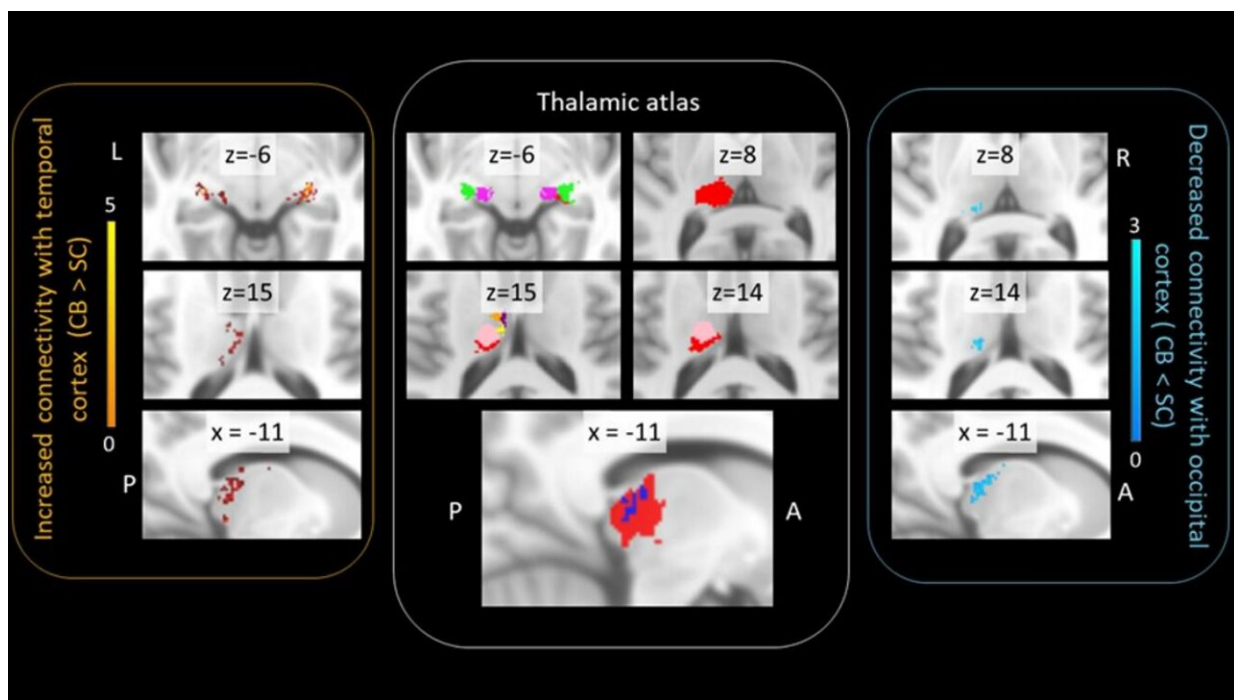 Increased connectivity with temporal
cortex (CB > SC)
5
0
L
z=-6
z=15
P
x = -11
Thalamic atlas
z=-6
z=8
z=15
z=14
x = -11
P
A
z=8
R
z=14
x = -11
A
3
0
Decreased connectivity with occipital
cortex ( CB < SC)